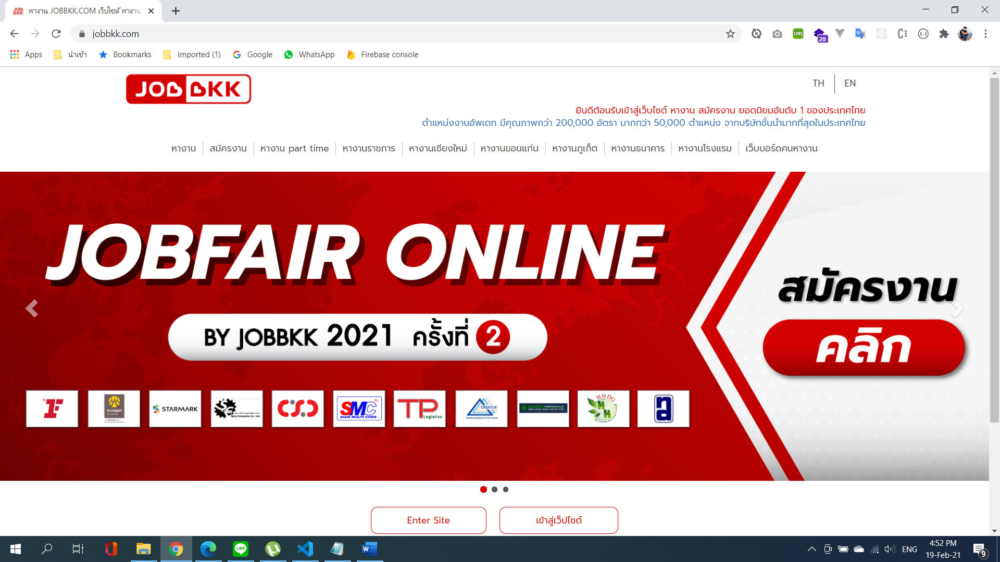 หางาน JOBBKK.COM เว็บไซต์ หางาน
jobbkk.com
CORS
20
Apps
นำเข้า
Bookmarks
Imported (1)
Google
WhatsApp
Firebase console
JOBBKK
TH
EN
ยินดีต้อนรับเข้าสู่เว็บไซต์ หางาน สมัครงาน ยอดนิยมอันดับ 1 ของประเทศไทย
ตำแหน่งงานอัพเดท มีคุณภาพกว่า 200,000 อัตรา มากกว่า 50,000 ตำแหน่ง จากบริษัทชั้นนำมากที่สุดในประเทศไทย
หางาน
สมัครงาน
หางาน part time
หางานราชการ
หางานเชียงใหม่
หางานขอนแก่น
หางานภูเก็ต
หางานธนาคาร
หางานโรงแรม
เว็บบอร์ดคนหางาน
JOBFAIR ONLINE
BY JOBBKK 2021 ครั้งที่ 2
สมัครงาน
คลิก
krungsri
STARMARK
Spicy Enterprise Co., Ltd.
SMC
SIAM MULTI CONS
TP
Logistics
CREATUS
HHDG
Enter Site
เข้าสู่เว็บไซต์
LINE
ENG
4:52 PM
19-Feb-21
9